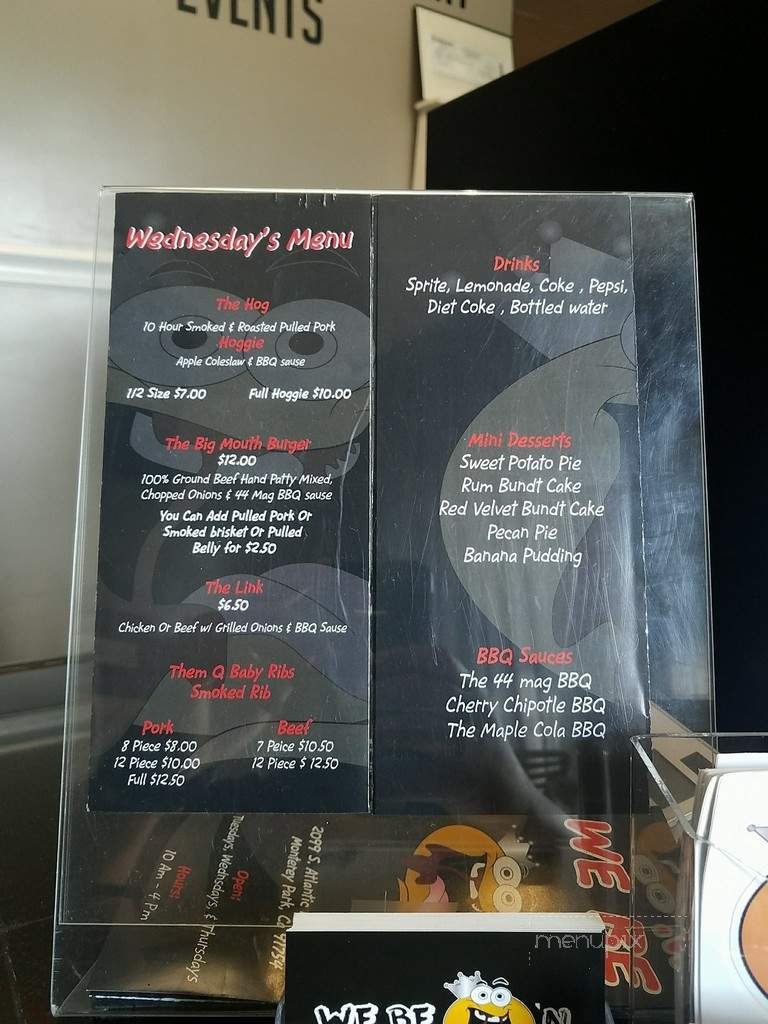 EVENTS
Wednesday's Menu
The Hog
10 Hour Smoked & Roasted Pulled Pork
Hoggie
Apple Coleslaw & BBQ sause
1/2 Size $7.00 Full Hoggie $10.00
The Big Mouth Burger
$12.00
100% Ground Beef Hand Patty Mixed,
Chopped Onions & 44 Mag BBQ sause
You Can Add Pulled Pork Or
Smoked brisket Or Pulled
Belly for $2.50
The Link
$6.50
Chicken Or Beef w/ Grilled Onions & BBQ Sause
Them Q Baby Ribs
Smoked Rib
Pork
8 Piece $8.00
12 Piece $10.00
Full $12.50
Beef
7 Peice $10.50
12 Piece $ 12.50
Drinks
Sprite, Lemonade, Coke , Pepsi,
Diet Coke , Bottled water
Mini Desserts
Sweet Potato Pie
Rum Bundt Cake
Red Velvet Bundt Cake
Pecan Pie
Banana Pudding
BBQ Sauces
The 44 mag BBQ
Cherry Chipotle BBQ
The Maple Cola BBQ
WE BE
2099 S. Atlantic
Monterey Park, Ca 91754
Open:
Tuesday's Wednesdays, & Thursdays
Hours:
10 Am - 4 Pm
menubix
WE BE 'N